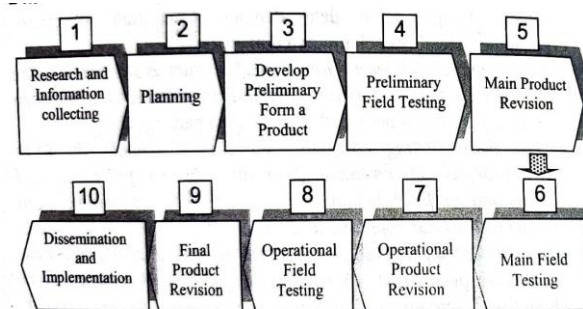 1
Research and
Information
collecting
2
Planning
3
Develop
Preliminary
Form a
Product
4
Preliminary
Field Testing
5
Main Product
Revision
6
Main Field
Testing
7
Operational
Product
Revision
8
Operational
Field
Testing
9
Final
Product
Revision
10
Dissemination
and
Implementation